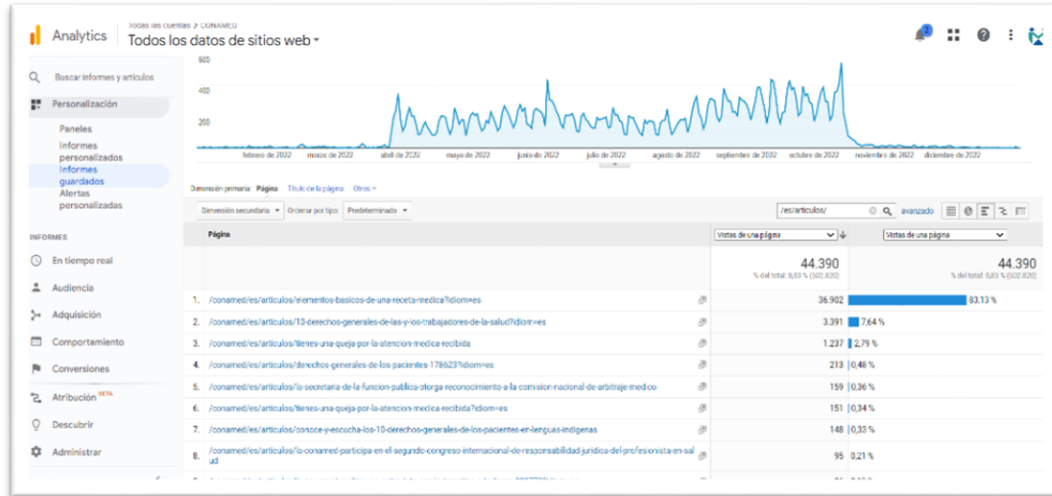 Todas las cuentas > CONAMED
Analytics
Todos los datos de sitios web
2
Buscar informes y artículos
Personalización
Paneles
Informes
personalizados
Informes
guardados
Alertas
personalizadas
INFORMES
En tiempo real
Audiencia
Adquisición
Comportamiento
Conversiones
Atribución BETA
Descubrir
Administrar
600
400
200
febrero de 2022 marzo de 2022 abril de 2022 mayo de 2022 junio de 2022 julio de 2022 agosto de 2022 septiembre de 2022 octubre de 2022 noviembre de 2022 diciembre de 2022
Dimensión primaria: Página Título de la página Otros
Dimensión secundaria Ordenar por tipo: Predeterminado /es/articulos/ avanzado
Página Vistas de una página Vistas de una página
44.390 44.390
% del total: 8,83 % (502.820) % del total: 8,83 % (502.820)
1. /conamed/es/articulos/elementos-basicos-de-una-receta-medica?idiom=es 36.902 83,13 %
2. /conamed/es/articulos/10-derechos-generales-de-las-y-los-trabajadores-de-la-salud?idiom=es 3.391 7,64 %
3. /conamed/es/articulos/tienes-una-queja-por-la-atencion-medica-recibida 1.237 2,79 %
4. /conamed/es/articulos/derechos-generales-de-los-pacientes-178623?idiom=es 213 0,48 %
5. /conamed/es/articulos/la-secretaria-de-la-funcion-publica-otorga-reconocimiento-a-la-comision-nacional-de-arbitraje-medico 159 0,36 %
6. /conamed/es/articulos/tienes-una-queja-por-la-atencion-medica-recibida?idiom=es 151 0,34 %
7. /conamed/es/articulos/conoce-y-escucha-los-10-derechos-generales-de-los-pacientes-en-lenguas-indigenas 148 0,33 %
8. /conamed/es/articulos/la-conamed-participa-en-el-segundo-congreso-internacional-de-responsabilidad-juridica-del-profesionista-en-sal
ud 95 0,21 %